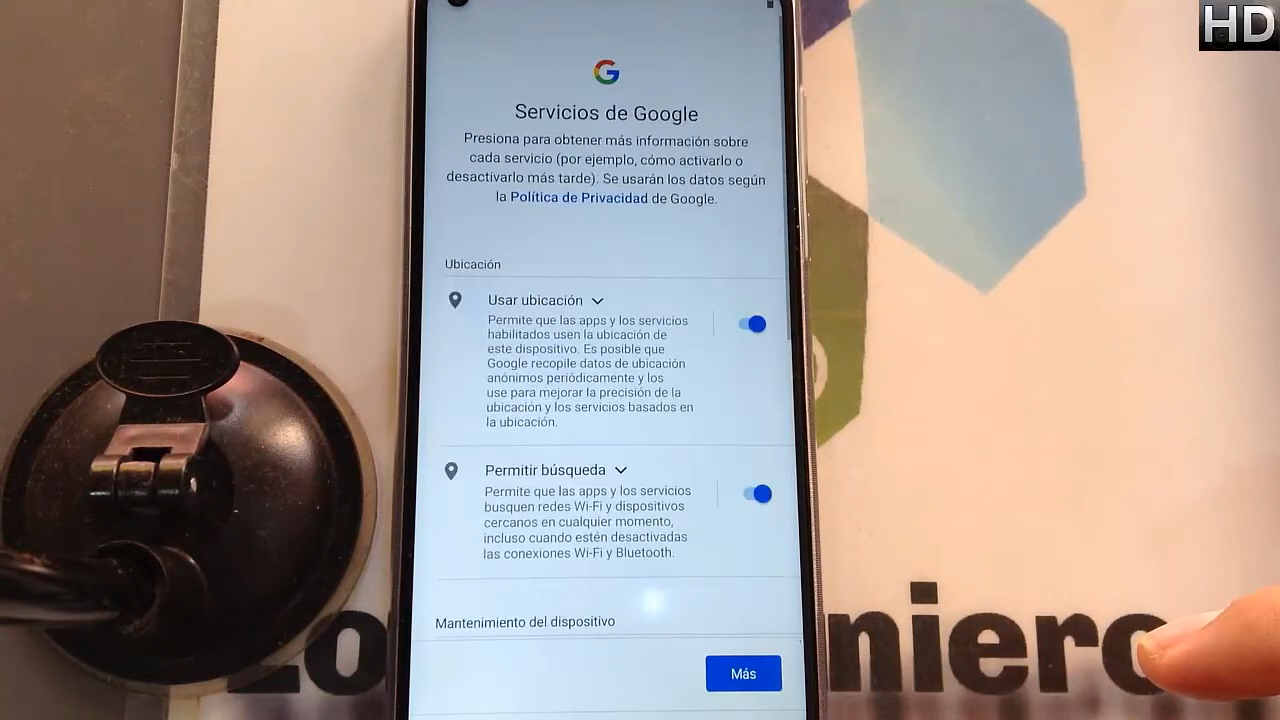 HD
Servicios de Google
Presiona para obtener más información sobre
cada servicio (por ejemplo, cómo activarlo o
desactivarlo más tarde). Se usarán los datos según
la Política de Privacidad de Google.
Ubicación
Usar ubicación
Permite que las apps y los servicios
habilitados usen la ubicación de
este dispositivo. Es posible que
Google recopile datos de ubicación
anónimos periódicamente y los
use para mejorar la precisión de la
ubicación y los servicios basados en
la ubicación.
Permitir búsqueda
Permite que las apps y los servicios
busquen redes Wi-Fi y dispositivos
cercanos en cualquier momento,
incluso cuando estén desactivadas
las conexiones Wi-Fi y Bluetooth.
Mantenimiento del dispositivo
Más